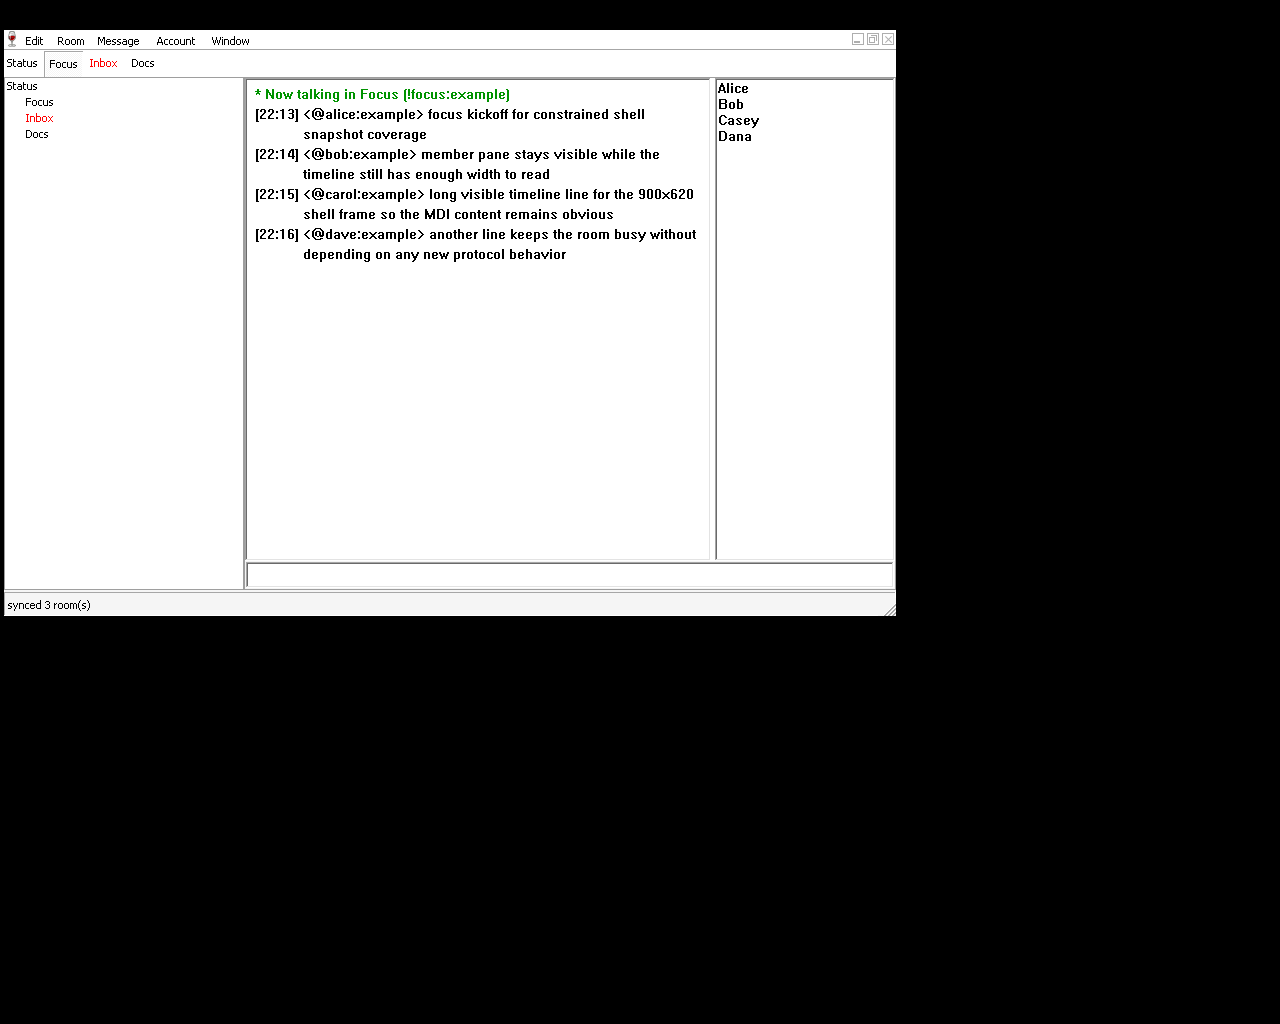 Edit Room Message Account Window
Status Focus Inbox Docs
Status
Focus
Inbox
Docs
* Now talking in Focus (!focus:example)
[22:13] <@alice:example> focus kickoff for constrained shell
snapshot coverage
[22:14] <@bob:example> member pane stays visible while the
timeline still has enough width to read
[22:15] <@carol:example> long visible timeline line for the 900x620
shell frame so the MDI content remains obvious
[22:16] <@dave:example> another line keeps the room busy without
depending on any new protocol behavior
Alice
Bob
Casey
Dana
synced 3 room(s)